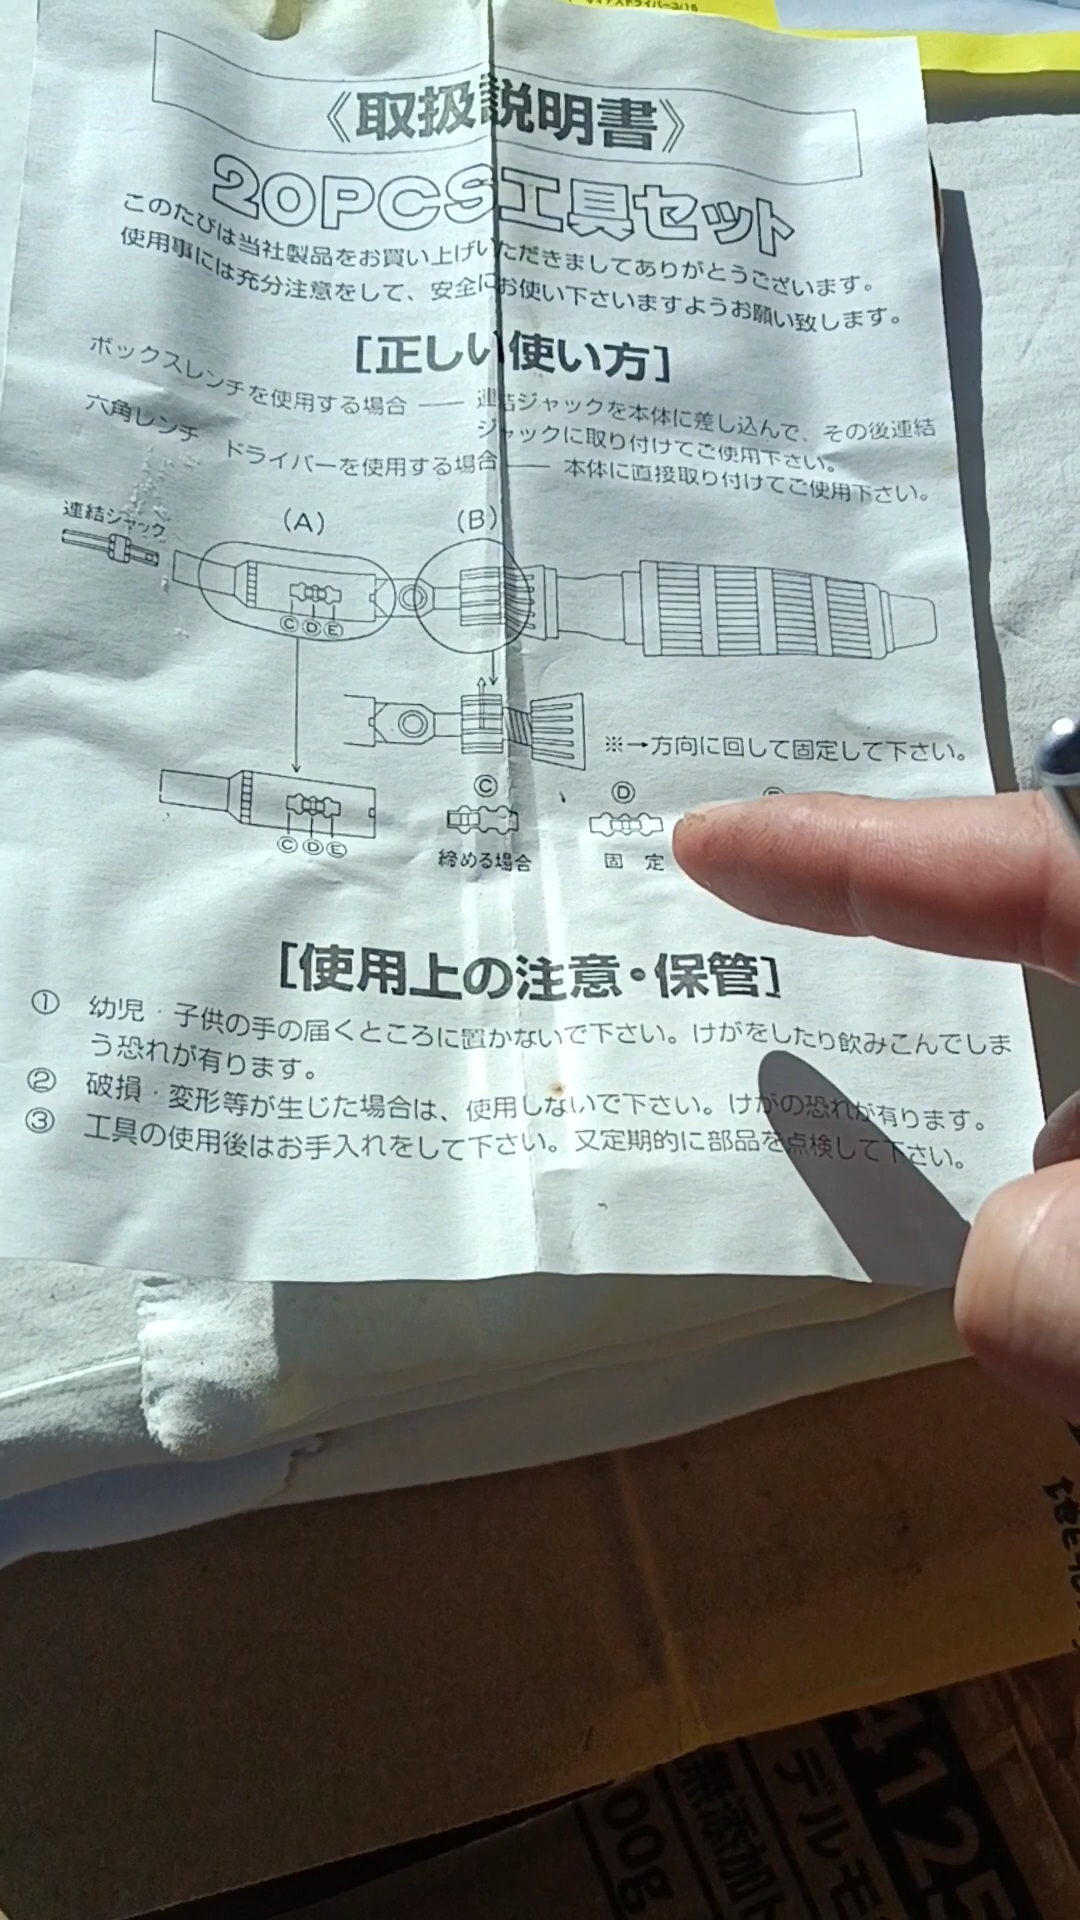 《取扱説明書》
20PCS工具セット
このたびは当社製品をお買い上げいただきましてありがとうございます。
使用事には充分注意をして、安全にお使い下さいますようお願い致します。
[正しい使い方]
ボックスレンチを使用する場合 —— 連結ジャックを本体に差し込んで、その後連結
ジャックに取り付けてご使用下さい。
六角レンチ ドライバーを使用する場合 —— 本体に直接取り付けてご使用下さい。
連結ジャック
(A)
(B)
Ⓒ Ⓓ Ⓔ
※→方向に回して固定して下さい。
Ⓒ Ⓓ
Ⓒ Ⓓ Ⓔ
締める場合 固 定
[使用上の注意・保管]
① 幼児・子供の手の届くところに置かないで下さい。けがをしたり飲みこんでしま
う恐れが有ります。
② 破損・変形等が生じた場合は、使用しないで下さい。けがの恐れが有ります。
③ 工具の使用後はお手入れをして下さい。又定期的に部品を点検して下さい。
デルモ
無添加
00g